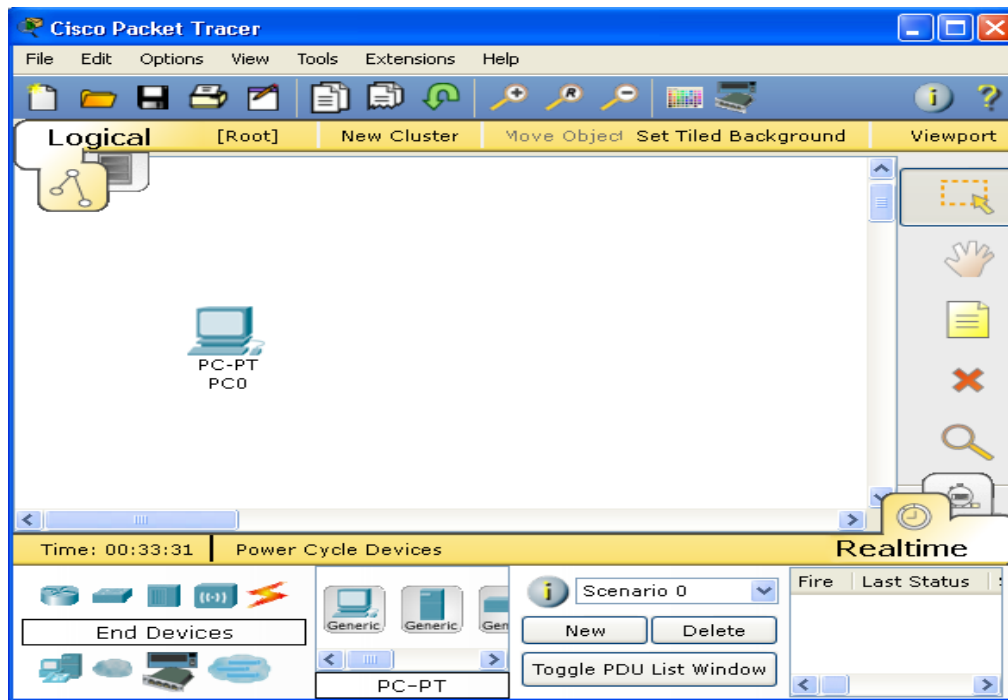 Cisco Packet Tracer
File Edit Options View Tools Extensions Help
Logical [Root] New Cluster Move Object Set Tiled Background Viewport
PC-PT
PC0
Time: 00:33:31 Power Cycle Devices Realtime
Fire Last Status
Scenario 0
Generic Generic Gen
End Devices New Delete
Toggle PDU List Window
PC-PT